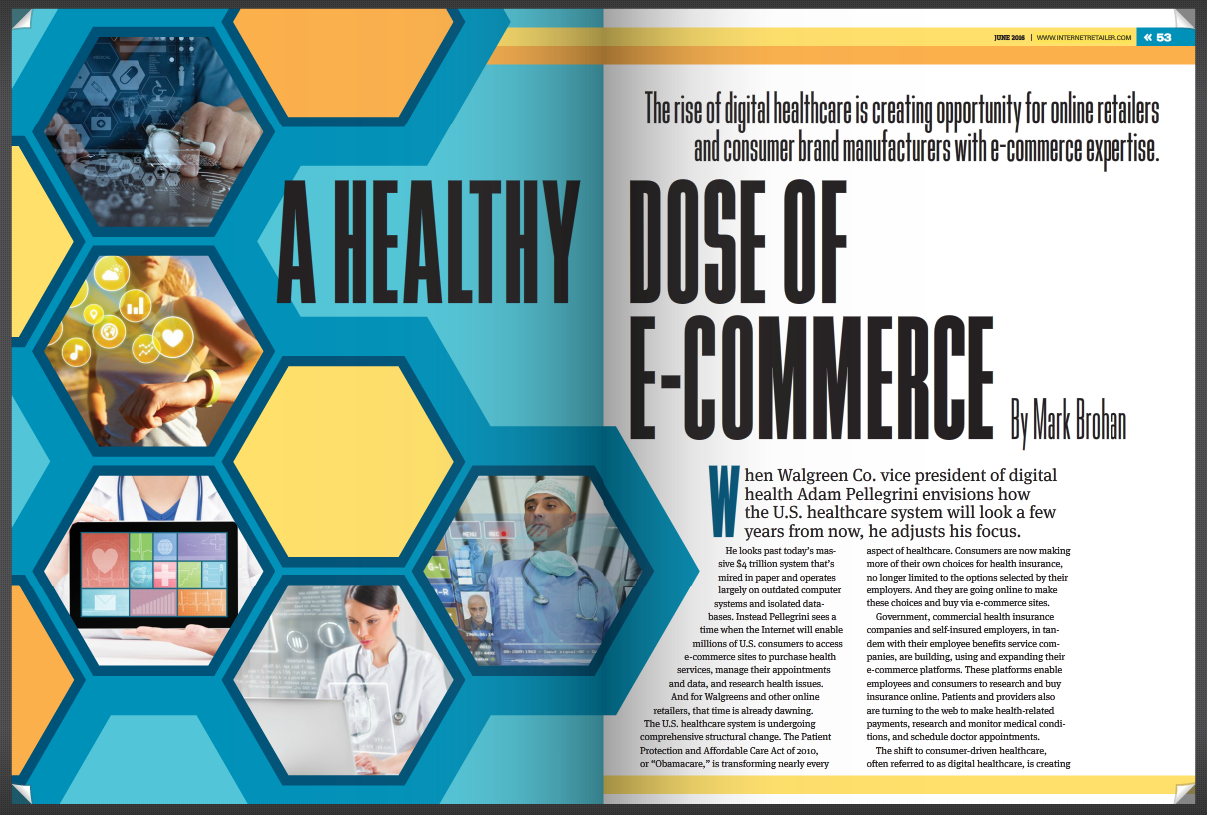 JUNE 2016 | WWW.INTERNETRETAILER.COM « 53
The rise of digital healthcare is creating opportunity for online retailers
and consumer brand manufacturers with e-commerce expertise.
A HEALTHY DOSE OF
E-COMMERCE By Mark Brohan
When Walgreen Co. vice president of digital
health Adam Pellegrini envisions how
the U.S. healthcare system will look a few
years from now, he adjusts his focus.
He looks past today's mas-
sive $4 trillion system that's
mired in paper and operates
largely on outdated computer
systems and isolated data-
bases. Instead Pellegrini sees a
time when the Internet will enable
millions of U.S. consumers to access
e-commerce sites to purchase health
services, manage their appointments
and data, and research health issues.
And for Walgreens and other online
retailers, that time is already dawning.
The U.S. healthcare system is undergoing
comprehensive structural change. The Patient
Protection and Affordable Care Act of 2010,
or “Obamacare,” is transforming nearly every
aspect of healthcare. Consumers are now making
more of their own choices for health insurance,
no longer limited to the options selected by their
employers. And they are going online to make
these choices and buy via e-commerce sites.
Government, commercial health insurance
companies and self-insured employers, in tan-
dem with their employee benefits service com-
panies, are building, using and expanding their
e-commerce platforms. These platforms enable
employees and consumers to research and buy
insurance online. Patients and providers also
are turning to the web to make health-related
payments, research and monitor medical condi-
tions, and schedule doctor appointments.
The shift to consumer-driven healthcare,
often referred to as digital healthcare, is creating
MENU REC
G-L